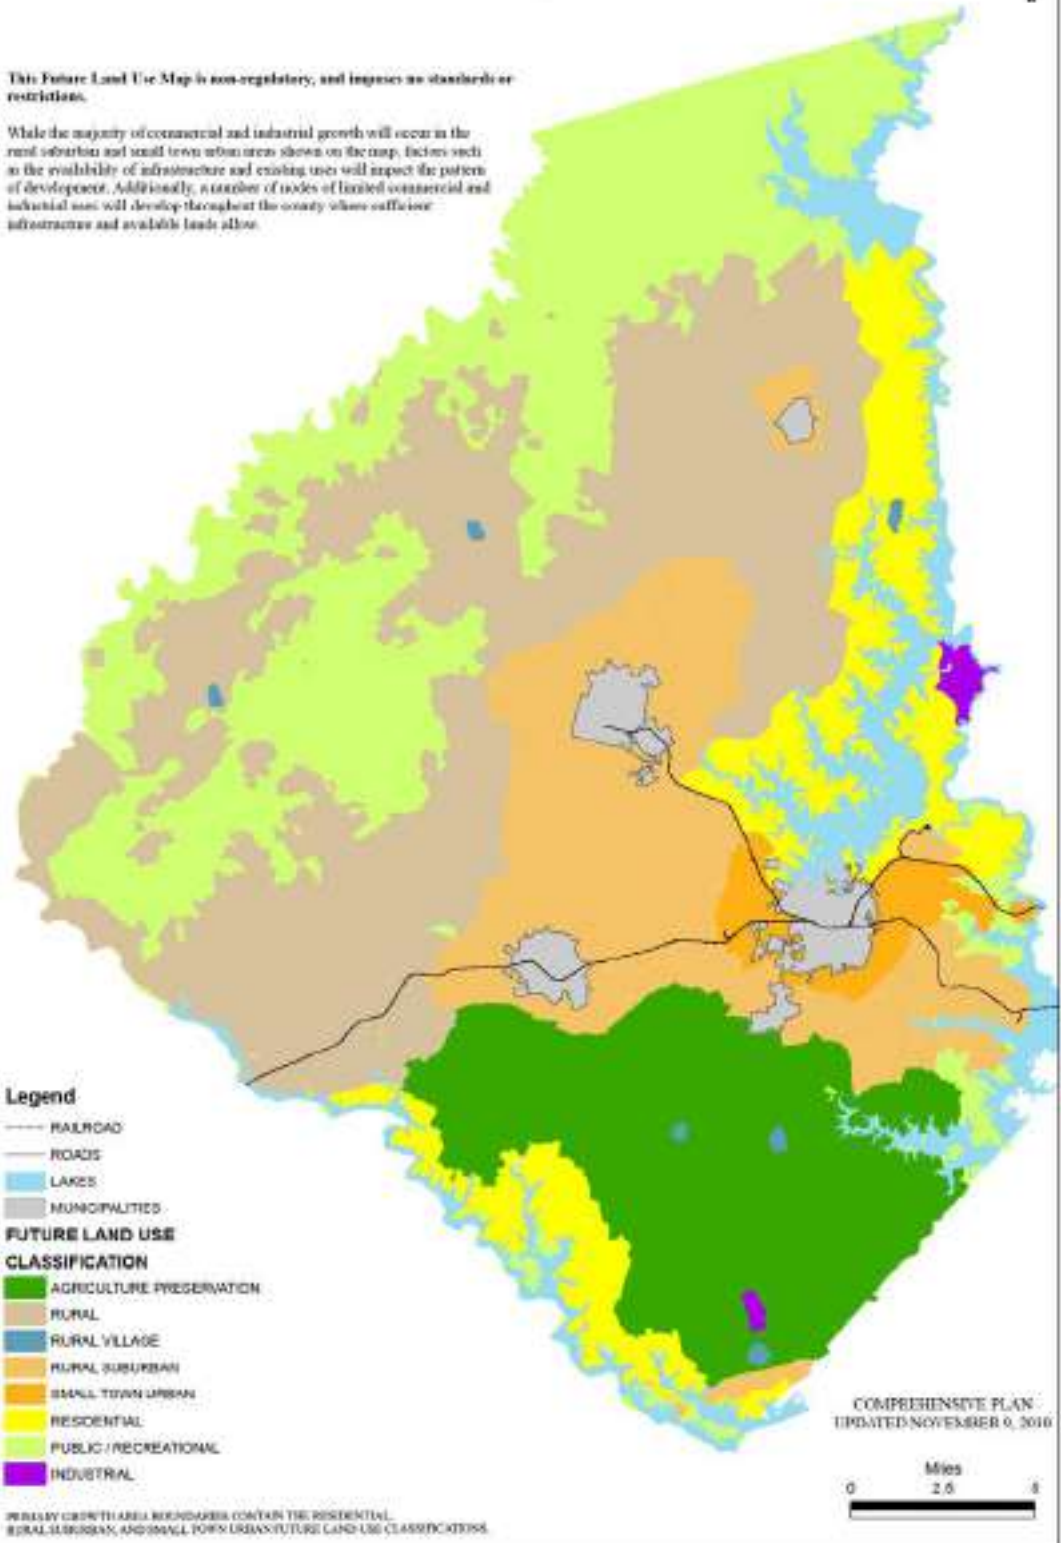 This Future Land Use Map is non-regulatory, and imposes no standards or
restrictions.
While the majority of commercial and industrial growth will occur in the
rural suburban and small town urban areas shown on the map, factors such
as the availability of infrastructure and existing uses will impact the pattern
of development. Additionally, a number of nodes of limited commercial and
industrial uses will develop throughout the county where sufficient
infrastructure and available lands allow.
Legend
RAILROAD
ROADS
LAKES
MUNICIPALITIES
FUTURE LAND USE
CLASSIFICATION
AGRICULTURE PRESERVATION
RURAL
RURAL VILLAGE
RURAL SUBURBAN
SMALL TOWN URBAN
RESIDENTIAL
PUBLIC / RECREATIONAL
INDUSTRIAL
COMPREHENSIVE PLAN
UPDATED NOVEMBER 9, 2010
Miles
0 2.5 5
PRIMARY GROWTH AREA BOUNDARIES CONTAIN THE RESIDENTIAL,
RURAL SUBURBAN, AND SMALL TOWN URBAN FUTURE LAND USE CLASSIFICATIONS.